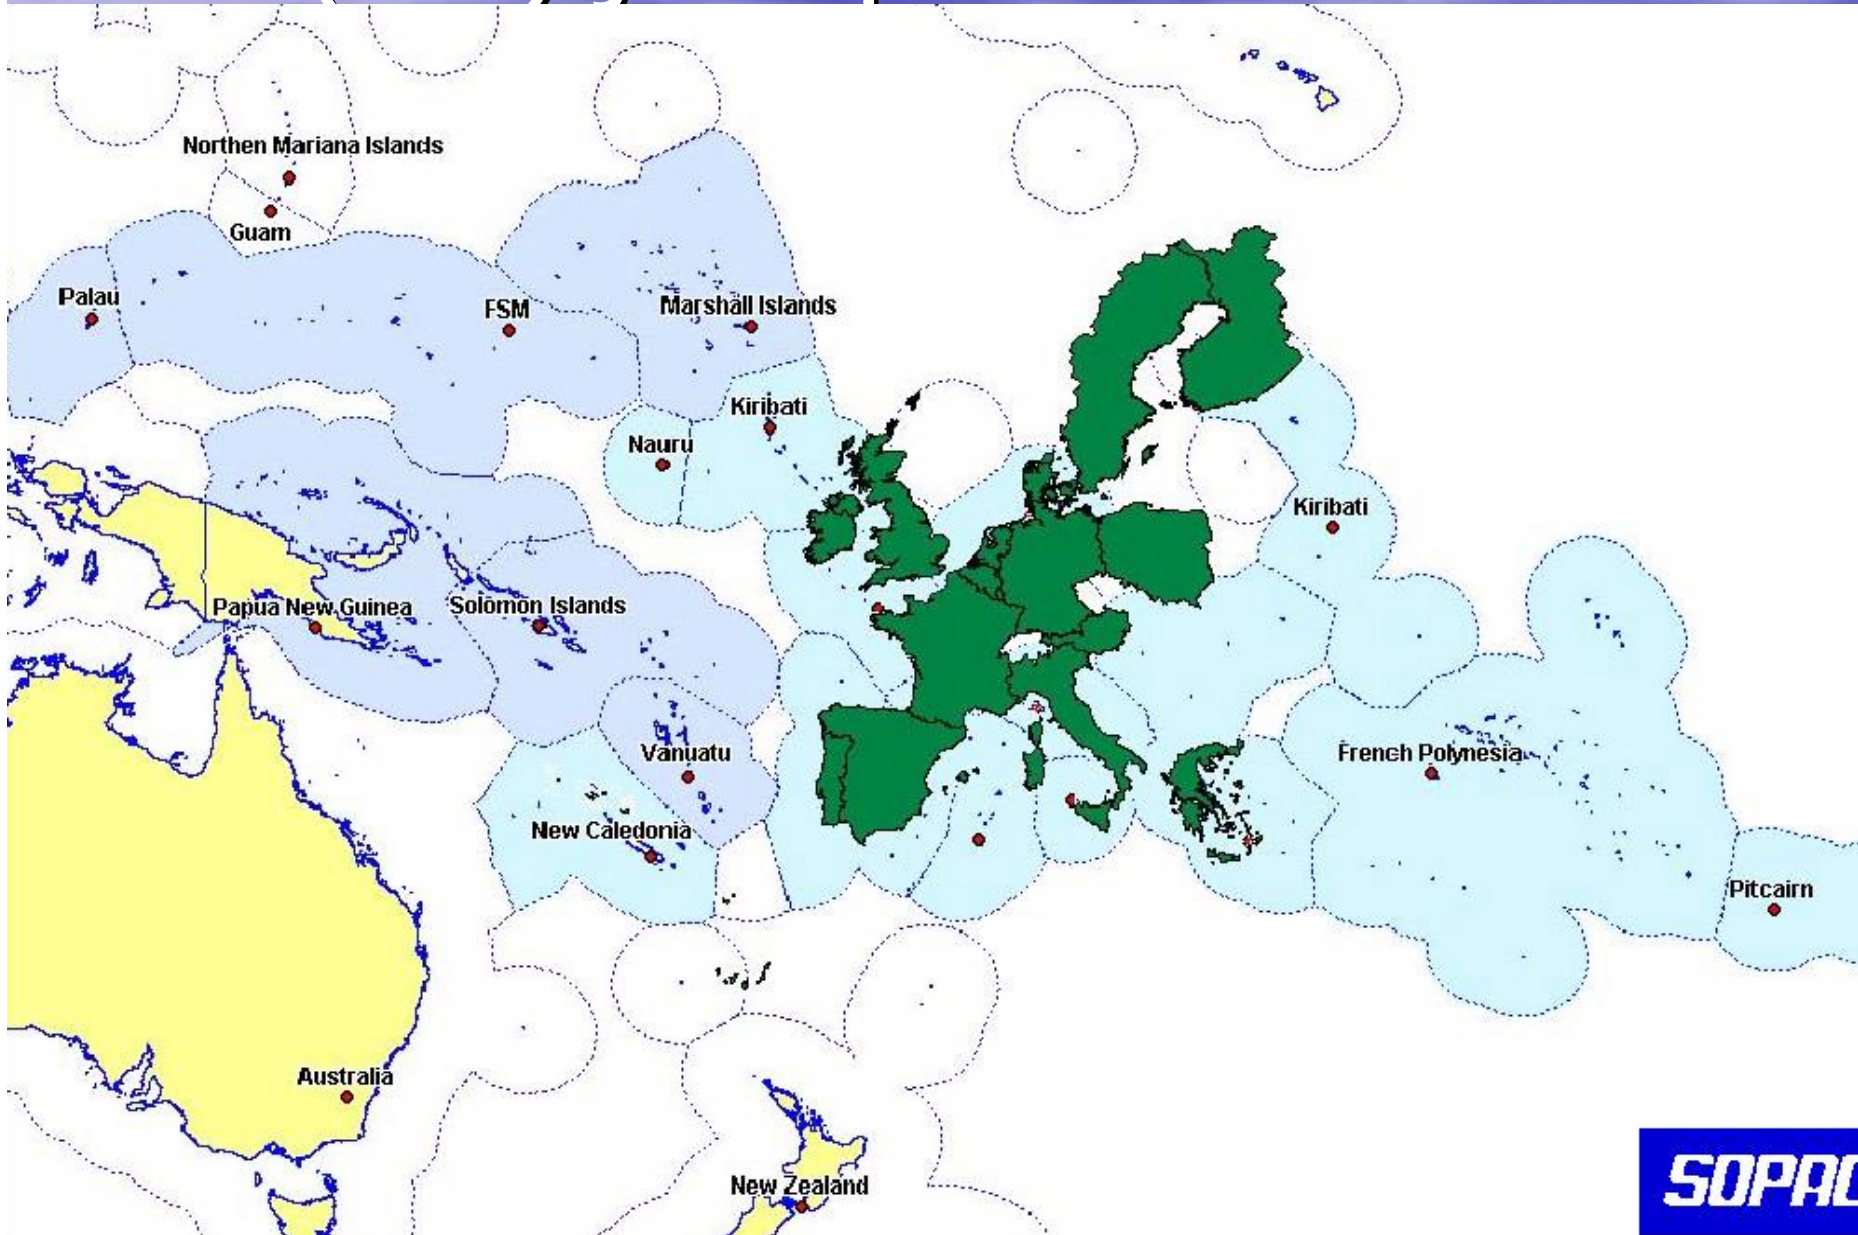 Northen Mariana Islands
Guam
Palau
FSM
Marshall Islands
Kiribati
Nauru
Kiribati
Papua New Guinea
Solomon Islands
Vanuatu
French Polynesia
New Caledonia
Pitcairn
Australia
New Zealand
SOPAC